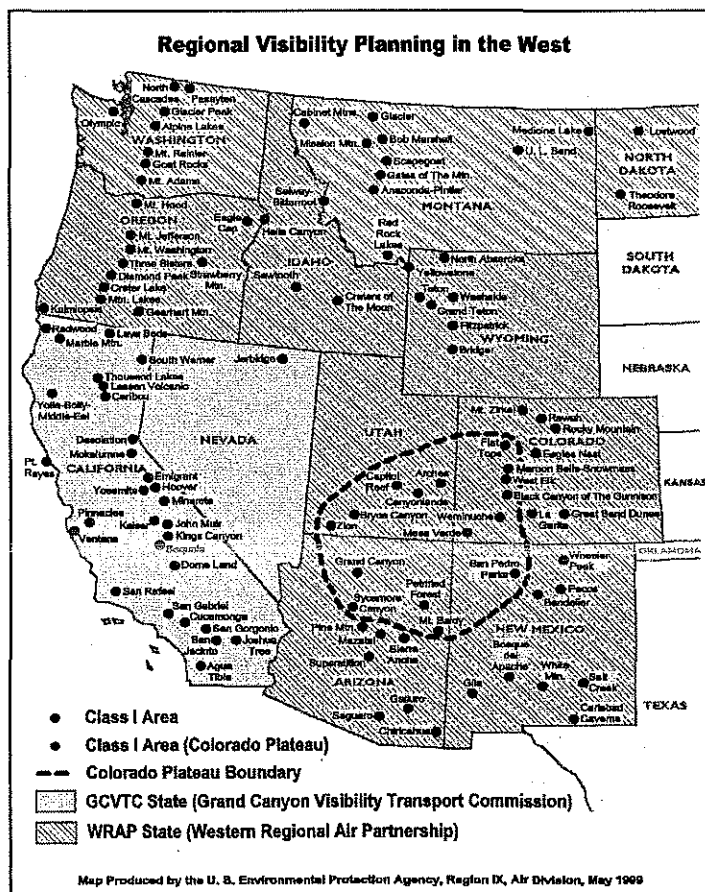 Regional Visibility Planning in the West
North
Cascades
Pasayten
Glacier Peak
Olympic
Alpine Lakes
WASHINGTON
Mt. Rainier
Goat Rocks
Mt. Adams
Cabinet Mtns.
Glacier
Mission Mtn.
Bob Marshall
Medicine Lake
Lostwood
U. L. Bend
NORTH
DAKOTA
Scapegoat
Gates of The Mtn.
Anaconda-Pintler
Theodore
Roosevelt
Selway-
Bitterroot
MONTANA
Mt. Hood
OREGON
Eagle
Cap
Hells Canyon
Mt. Jefferson
Mt. Washington
Three Sisters
Strawberry
Mtn.
Diamond Peak
Crater Lake
Mtn. Lakes
Gearhart Mtn.
Kalmiopsis
Red
Rock
Lakes
North Absaroka
Yellowstone
SOUTH
DAKOTA
IDAHO
Sawtooth
Craters of
The Moon
Teton
Washakie
Grand Teton
Fitzpatrick
WYOMING
Bridger
Redwood
Marble Mtn.
Lava Beds
South Warner
Jarbidge
NEBRASKA
Thousand Lakes
Lassen Volcanic
Caribou
Yolla-Bolly-
Middle-Eel
NEVADA
UTAH
Mt. Zirkel
Rawah
Rocky Mountain
Flat
Tops
COLORADO
Eagles Nest
Desolation
Mokelumne
Pt.
Reyes
CALIFORNIA
Emigrant
Hoover
Yosemite
Minarets
Capitol
Reef
Arches
Canyonlands
Maroon Bells-Snowmass
West Elk
KANSAS
Black Canyon of The Gunnison
Pinnacles
Ventana
Kaiser
John Muir
Kings Canyon
Sequoia
Dome Land
Zion
Bryce Canyon
Weminuche
Mesa Verde
La
Garita
Great Sand Dunes
OKLAHOMA
Grand Canyon
San Pedro
Parks
Wheeler
Peak
San Rafael
Sycamore
Canyon
Petrified
Forest
Pecos
Bandelier
San Gabriel
Cucamonga
San Gorgonio
San
Jacinto
Joshua
Tree
Agua
Tibia
Pine Mtn.
Mazatal
Mt. Baldy
Sierra
Ancha
Superstition
NEW MEXICO
Bosque
del
Apache
White
Mtn.
Salt
Creek
Gila
ARIZONA
Galiuro
Saguaro
Chiricahua
Carlsbad
Caverns
TEXAS
Class I Area
Class I Area (Colorado Plateau)
Colorado Plateau Boundary
GCVTC State (Grand Canyon Visibility Transport Commission)
WRAP State (Western Regional Air Partnership)
Map Produced by the U. S. Environmental Protection Agency, Region IX, Air Division, May 1999